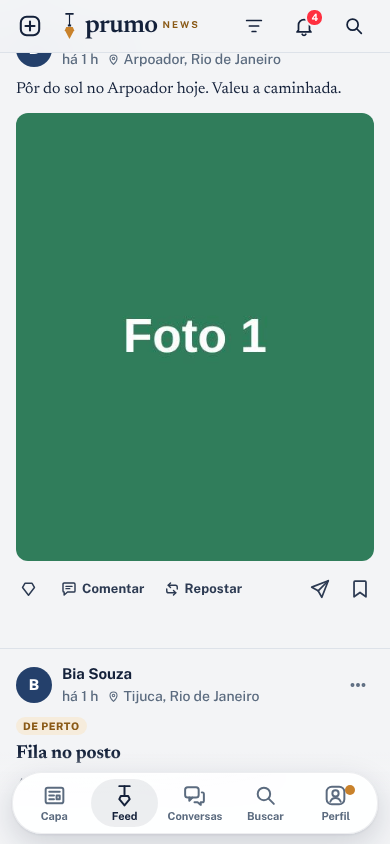 prumo NEWS
4
há 1 h Arpoador, Rio de Janeiro
Pôr do sol no Arpoador hoje. Valeu a caminhada.
Foto 1
Comentar Repostar
B
Bia Souza
há 1 h Tijuca, Rio de Janeiro
DE PERTO
Fila no posto
Capa Feed Conversas Buscar Perfil